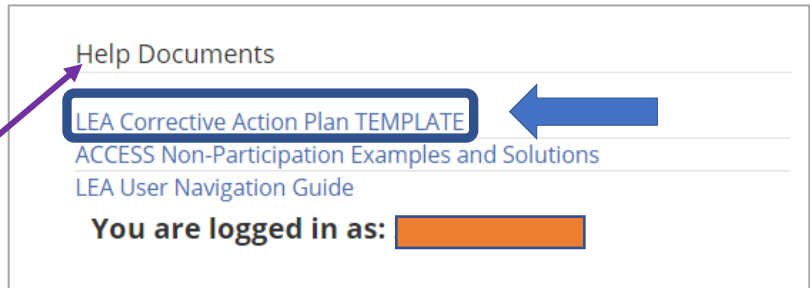 Help Documents
LEA Corrective Action Plan TEMPLATE
ACCESS Non-Participation Examples and Solutions
LEA User Navigation Guide
You are logged in as: